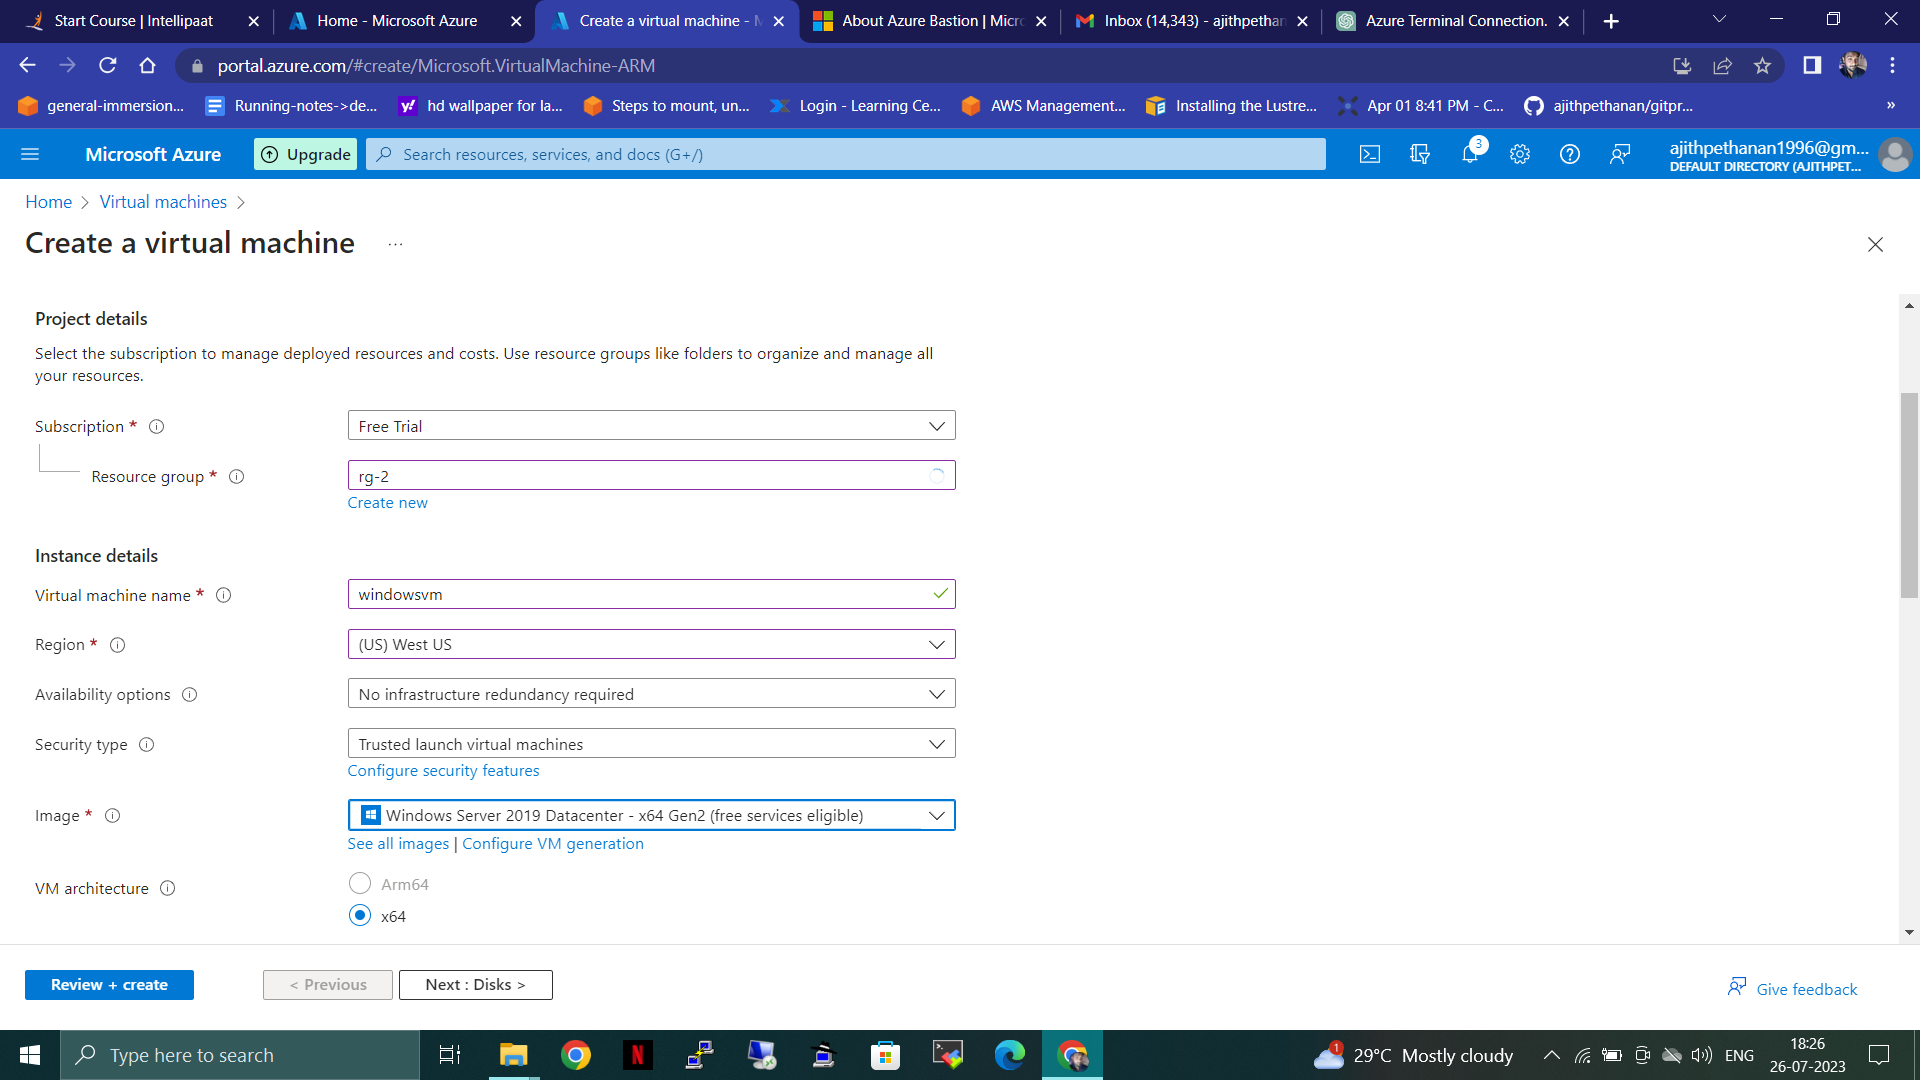 Start Course | Intellipaat
Home - Microsoft Azure
Create a virtual machine - M
About Azure Bastion | Micro
Inbox (14,343) - ajithpethan
Azure Terminal Connection.
portal.azure.com/#create/Microsoft.VirtualMachine-ARM
general-immersion...
Running-notes->de...
hd wallpaper for la...
Steps to mount, un...
Login - Learning Ce...
AWS Management...
Installing the Lustre...
Apr 01 8:41 PM - C...
ajithpethanan/gitpr...
»
Microsoft Azure
Upgrade
Search resources, services, and docs (G+/)
3
ajithpethanan1996@gm...
DEFAULT DIRECTORY (AJITHPET...
Home > Virtual machines >
Create a virtual machine ...
Project details
Select the subscription to manage deployed resources and costs. Use resource groups like folders to organize and manage all
your resources.
Subscription *
Free Trial
Resource group *
rg-2
Create new
Instance details
Virtual machine name *
windowsvm
Region *
(US) West US
Availability options
No infrastructure redundancy required
Security type
Trusted launch virtual machines
Configure security features
Image *
Windows Server 2019 Datacenter - x64 Gen2 (free services eligible)
See all images | Configure VM generation
VM architecture
Arm64
x64
Review + create
< Previous
Next : Disks >
Give feedback
Type here to search
1
29°C Mostly cloudy
ENG
18:26
26-07-2023